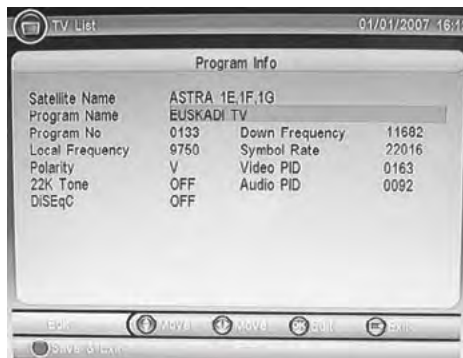 TV List 01/01/2007 16:1
Program Info
Satellite Name ASTRA 1E,1F,1G
Program Name EUSKADI TV
Program No 0133 Down Frequency 11682
Local Frequency 9750 Symbol Rate 22016
Polarity V Video PID 0163
22K Tone OFF Audio PID 0092
DiSEqC OFF
Edit Move Move OK Edit Exit
Save & Exit